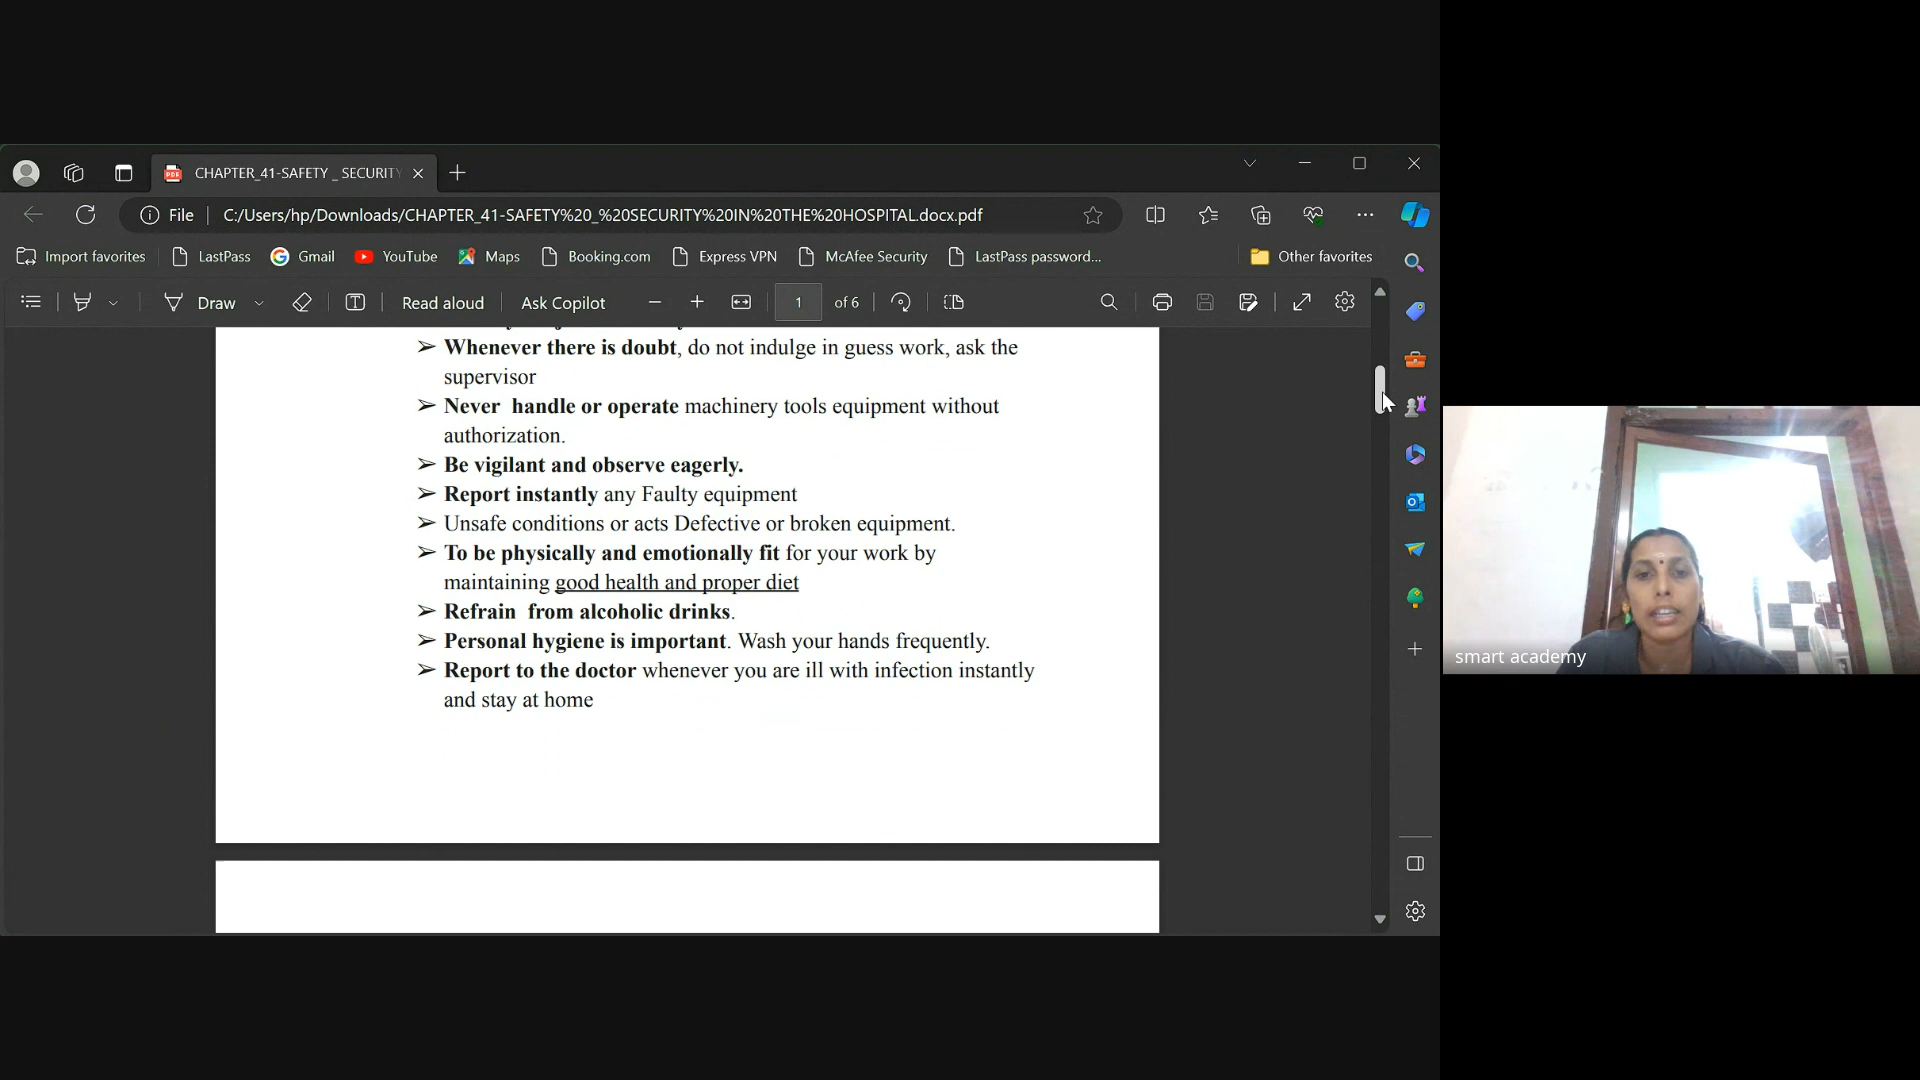 CHAPTER_41-SAFETY _ SECURITY
File
C:/Users/hp/Downloads/CHAPTER_41-SAFETY%20_%20SECURITY%20IN%20THE%20HOSPITAL.docx.pdf
Import favorites LastPass Gmail YouTube Maps Booking.com Express VPN McAfee Security LastPass password... Other favorites
Draw Read aloud Ask Copilot 1 of 6
➢ Whenever there is doubt, do not indulge in guess work, ask the
supervisor
➢ Never handle or operate machinery tools equipment without
authorization.
➢ Be vigilant and observe eagerly.
➢ Report instantly any Faulty equipment
➢ Unsafe conditions or acts Defective or broken equipment.
➢ To be physically and emotionally fit for your work by
maintaining good health and proper diet
➢ Refrain from alcoholic drinks.
➢ Personal hygiene is important. Wash your hands frequently.
➢ Report to the doctor whenever you are ill with infection instantly
and stay at home
smart academy